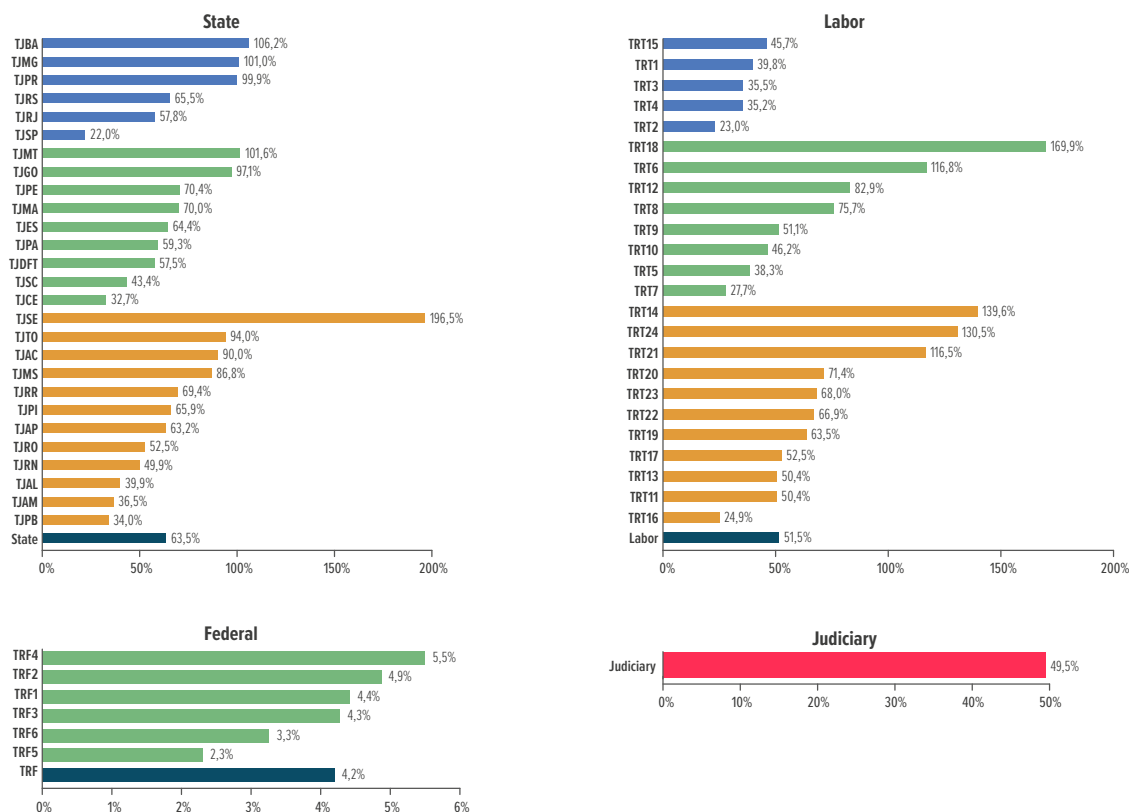 State
TJBA 106,2%
TJMG 101,0%
TJPR 99,9%
TJRS 65,5%
TJRJ 57,8%
TJSP 22,0%
TJMT 101,6%
TJGO 97,1%
TJPE 70,4%
TJMA 70,0%
TJES 64,4%
TJPA 59,3%
TJDFT 57,5%
TJSC 43,4%
TJCE 32,7%
TJSE 196,5%
TJTO 94,0%
TJAC 90,0%
TJMS 86,8%
TJRR 69,4%
TJPI 65,9%
TJAP 63,2%
TJRO 52,5%
TJRN 49,9%
TJAL 39,9%
TJAM 36,5%
TJPB 34,0%
State 63,5%
0% 50% 100% 150% 200%
Labor
TRT15 45,7%
TRT1 39,8%
TRT3 35,5%
TRT4 35,2%
TRT2 23,0%
TRT18 169,9%
TRT6 116,8%
TRT12 82,9%
TRT8 75,7%
TRT9 51,1%
TRT10 46,2%
TRT5 38,3%
TRT7 27,7%
TRT14 139,6%
TRT24 130,5%
TRT21 116,5%
TRT20 71,4%
TRT23 68,0%
TRT22 66,9%
TRT19 63,5%
TRT17 52,5%
TRT13 50,4%
TRT11 50,4%
TRT16 24,9%
Labor 51,5%
0% 50% 100% 150% 200%
Federal
TRF4 5,5%
TRF2 4,9%
TRF1 4,4%
TRF3 4,3%
TRF6 3,3%
TRF5 2,3%
TRF 4,2%
0% 1% 2% 3% 4% 5% 6%
Judiciary
Judiciary 49,5%
0% 10% 20% 30% 40% 50%